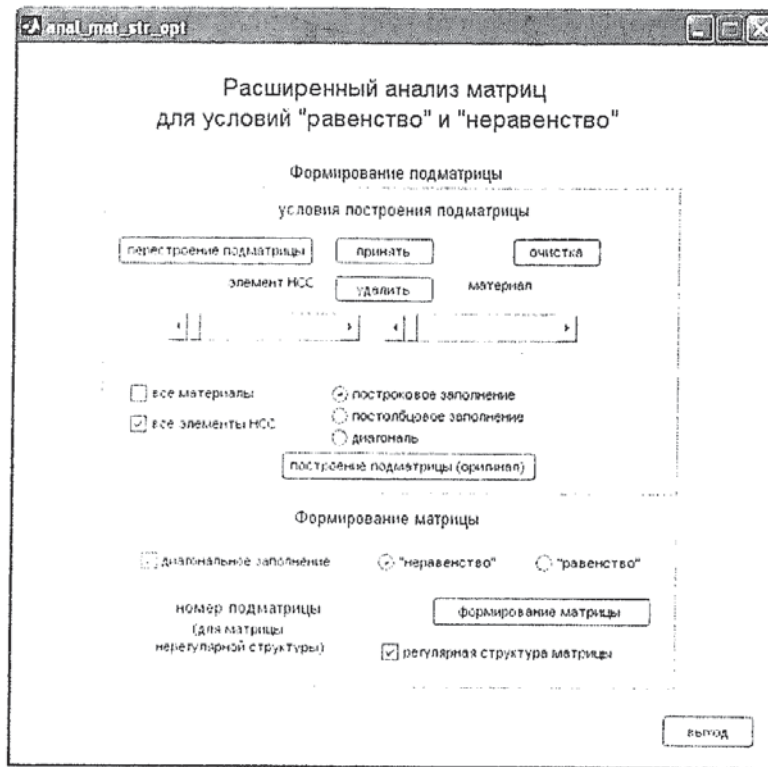 anal_mat_str_opt
Расширенный анализ матриц
для условий "равенство" и "неравенство"
Формирование подматрицы
условия построения подматрицы
перестроение подматрицы принять очистка
элемент НСС удалить материал
все материалы построковое заполнение
все элементы НСС постолбцовое заполнение
диагональ
построение подматрицы (оригинал)
Формирование матрицы
диагональное заполнение "неравенство" "равенство"
номер подматрицы формирование матрицы
(для матрицы
нерегулярной структуры) регулярная структура матрицы
выход